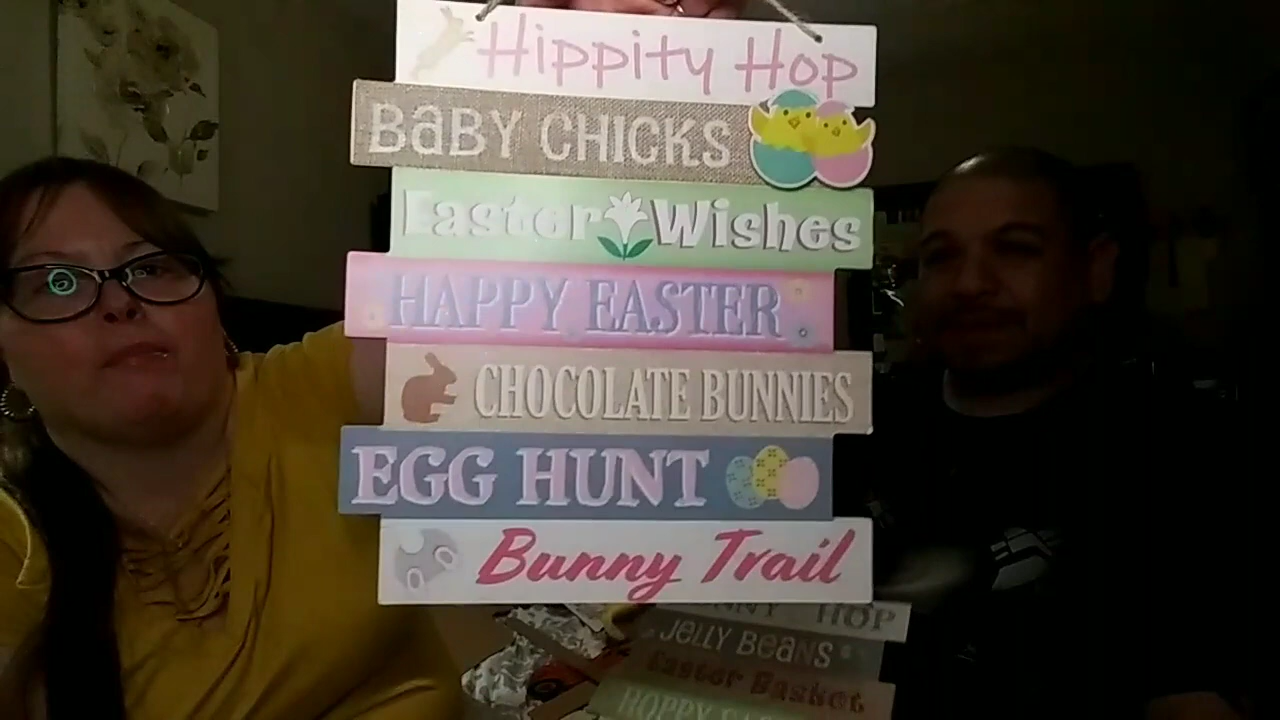 Hippity Hop
BaBY CHICKS
Easter Wishes
HAPPY EASTER
CHOCOLATE BUNNIES
EGG HUNT
Bunny Trail
HOP
JeLLY BeaNS
Easter Basket
HOPPY